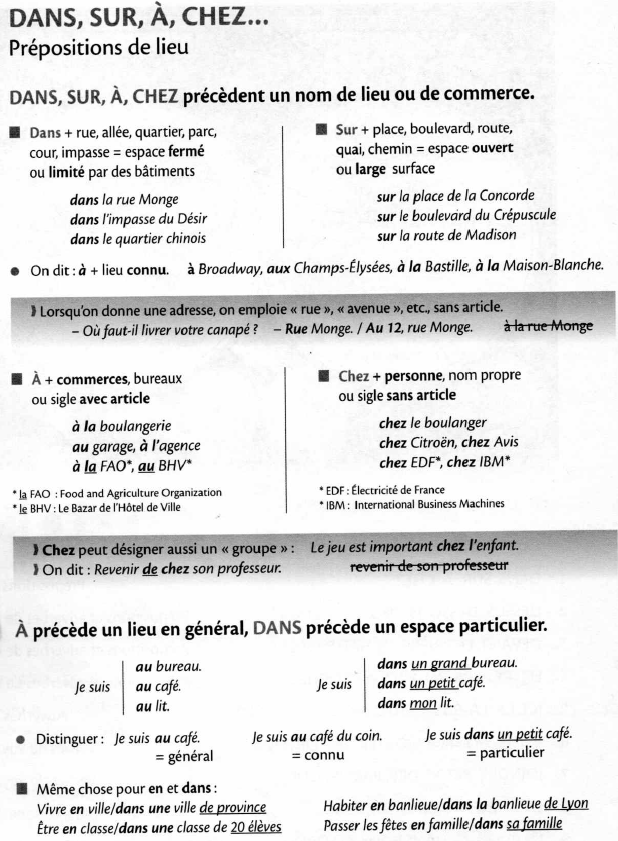 DANS, SUR, À, CHEZ...
Prépositions de lieu
DANS, SUR, À, CHEZ précèdent un nom de lieu ou de commerce.
■ Dans + rue, allée, quartier, parc,
cour, impasse = espace fermé
ou limité par des bâtiments
dans la rue Monge
dans l'impasse du Désir
dans le quartier chinois
■ Sur + place, boulevard, route,
quai, chemin = espace ouvert
ou large surface
sur la place de la Concorde
sur le boulevard du Crépuscule
sur la route de Madison
● On dit : à + lieu connu. à Broadway, aux Champs-Élysées, à la Bastille, à la Maison-Blanche.
⟫ Lorsqu'on donne une adresse, on emploie « rue », « avenue », etc., sans article.
– Où faut-il livrer votre canapé ? – Rue Monge. / Au 12, rue Monge. à la rue Monge
■ À + commerces, bureaux
ou sigle avec article
à la boulangerie
au garage, à l'agence
à la FAO*, au BHV*
* la FAO : Food and Agriculture Organization
* le BHV : Le Bazar de l'Hôtel de Ville
■ Chez + personne, nom propre
ou sigle sans article
chez le boulanger
chez Citroën, chez Avis
chez EDF*, chez IBM*
* EDF : Électricité de France
* IBM : International Business Machines
⟫ Chez peut désigner aussi un « groupe » : Le jeu est important chez l'enfant.
⟫ On dit : Revenir de chez son professeur. revenir de son professeur
À précède un lieu en général, DANS précède un espace particulier.
Je suis
au bureau.
au café.
au lit.
Je suis
dans un grand bureau.
dans un petit café.
dans mon lit.
● Distinguer : Je suis au café. Je suis au café du coin. Je suis dans un petit café.
= général = connu = particulier
■ Même chose pour en et dans :
Vivre en ville/dans une ville de province
Être en classe/dans une classe de 20 élèves
Habiter en banlieue/dans la banlieue de Lyon
Passer les fêtes en famille/dans sa famille